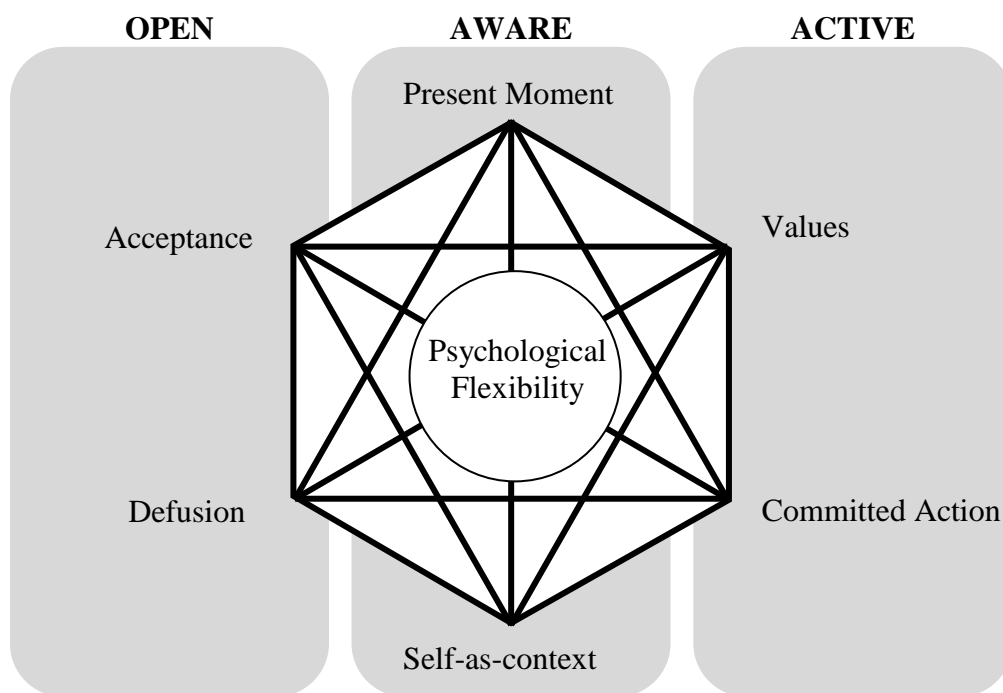 OPEN
AWARE
ACTIVE
Present Moment
Acceptance
Values
Psychological
Flexibility
Defusion
Committed Action
Self-as-context